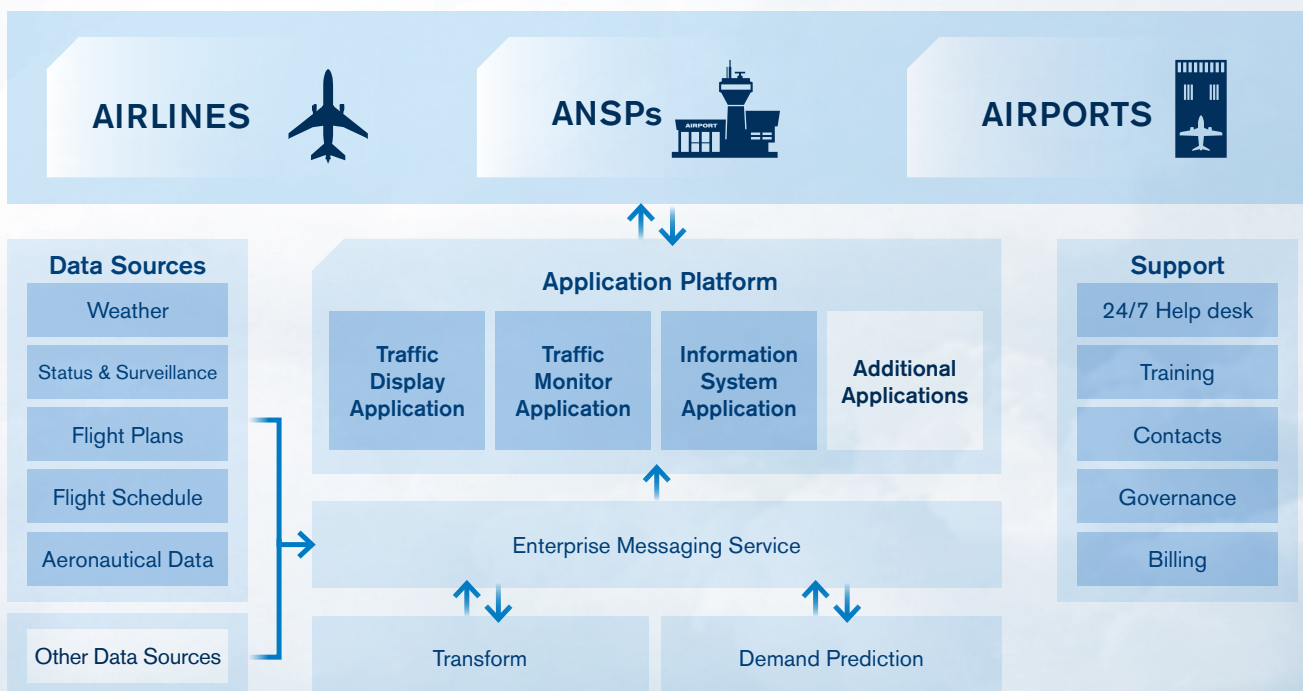 AIRLINES
ANSPs
AIRPORT
AIRPORTS
Data Sources
Weather
Status & Surveillance
Flight Plans
Flight Schedule
Aeronautical Data
Other Data Sources
Application Platform
Traffic
Display
Application
Traffic
Monitor
Application
Information
System
Application
Additional
Applications
Enterprise Messaging Service
Transform
Demand Prediction
Support
24/7 Help desk
Training
Contacts
Governance
Billing